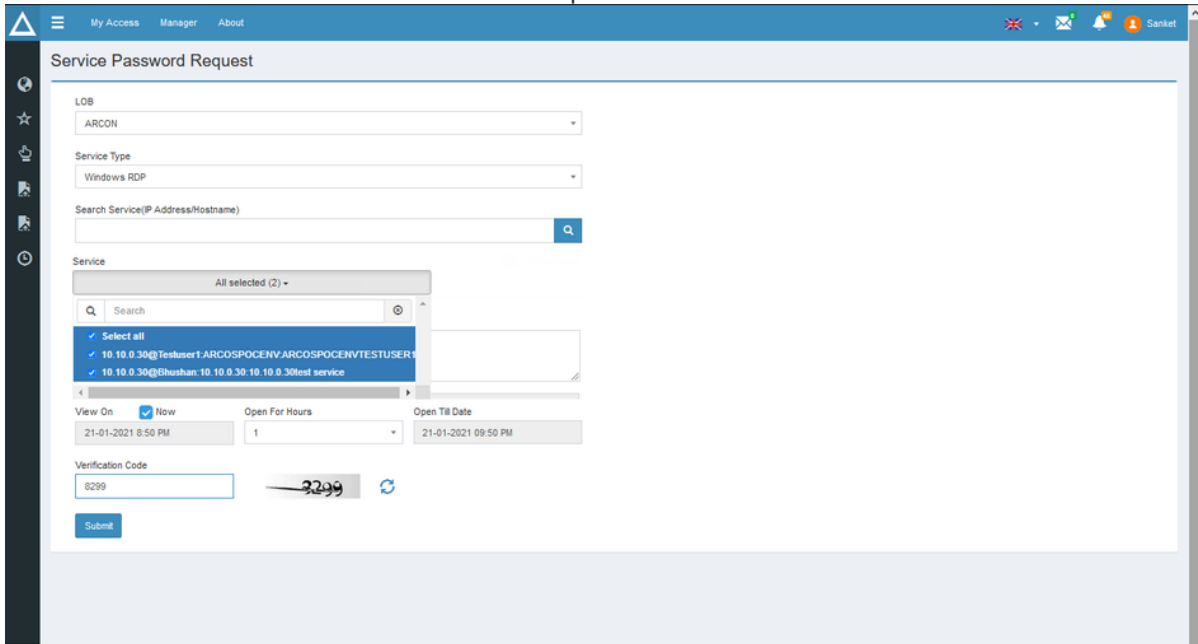 My Access Manager About
Sanket
Service Password Request
LOB
ARCON
Service Type
Windows RDP
Search Service(IP Address/Hostname)
Service
All selected (2)
Search
Select all
10.10.0.30@Testuser1:ARCOSPOCENV:ARCOSPOCENVTESTUSER1
10.10.0.30@Bhushan:10.10.0.30:10.10.0.30test service
View On Now Open For Hours Open Till Date
21-01-2021 8:50 PM 1 21-01-2021 09:50 PM
Verification Code
8299
Submit